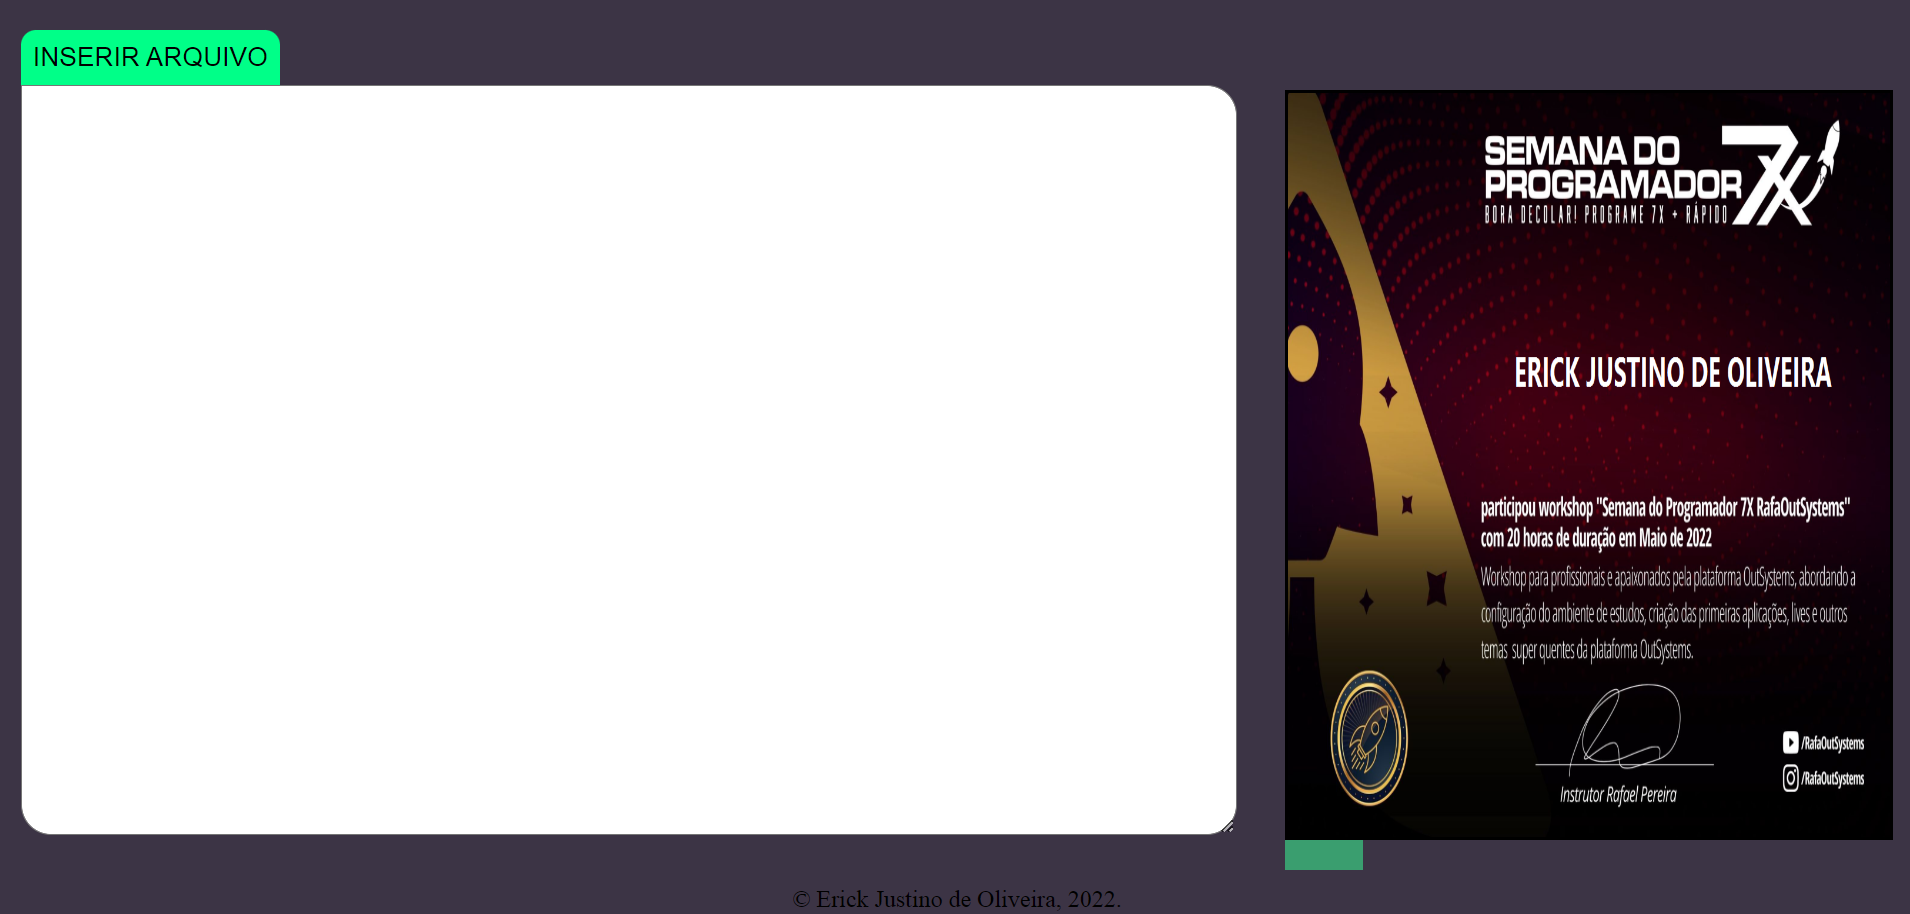 INSERIR ARQUIVO
SEMANA DO
PROGRAMADOR 7X
BORA DECOLAR! PROGRAME 7X + RÁPIDO
ERICK JUSTINO DE OLIVEIRA
participou workshop "Semana do Programador 7X RafaOutSystems"
com 20 horas de duração em Maio de 2022
Workshop para profissionais e apaixonados pela plataforma OutSystems, abordando a
configuração do ambiente de estudos, criação das primeiras aplicações, lives e outros
temas super quentes da plataforma OutSystems.
/RafaOutSystems
/RafaOutSystems
Instrutor Rafael Pereira
© Erick Justino de Oliveira, 2022.